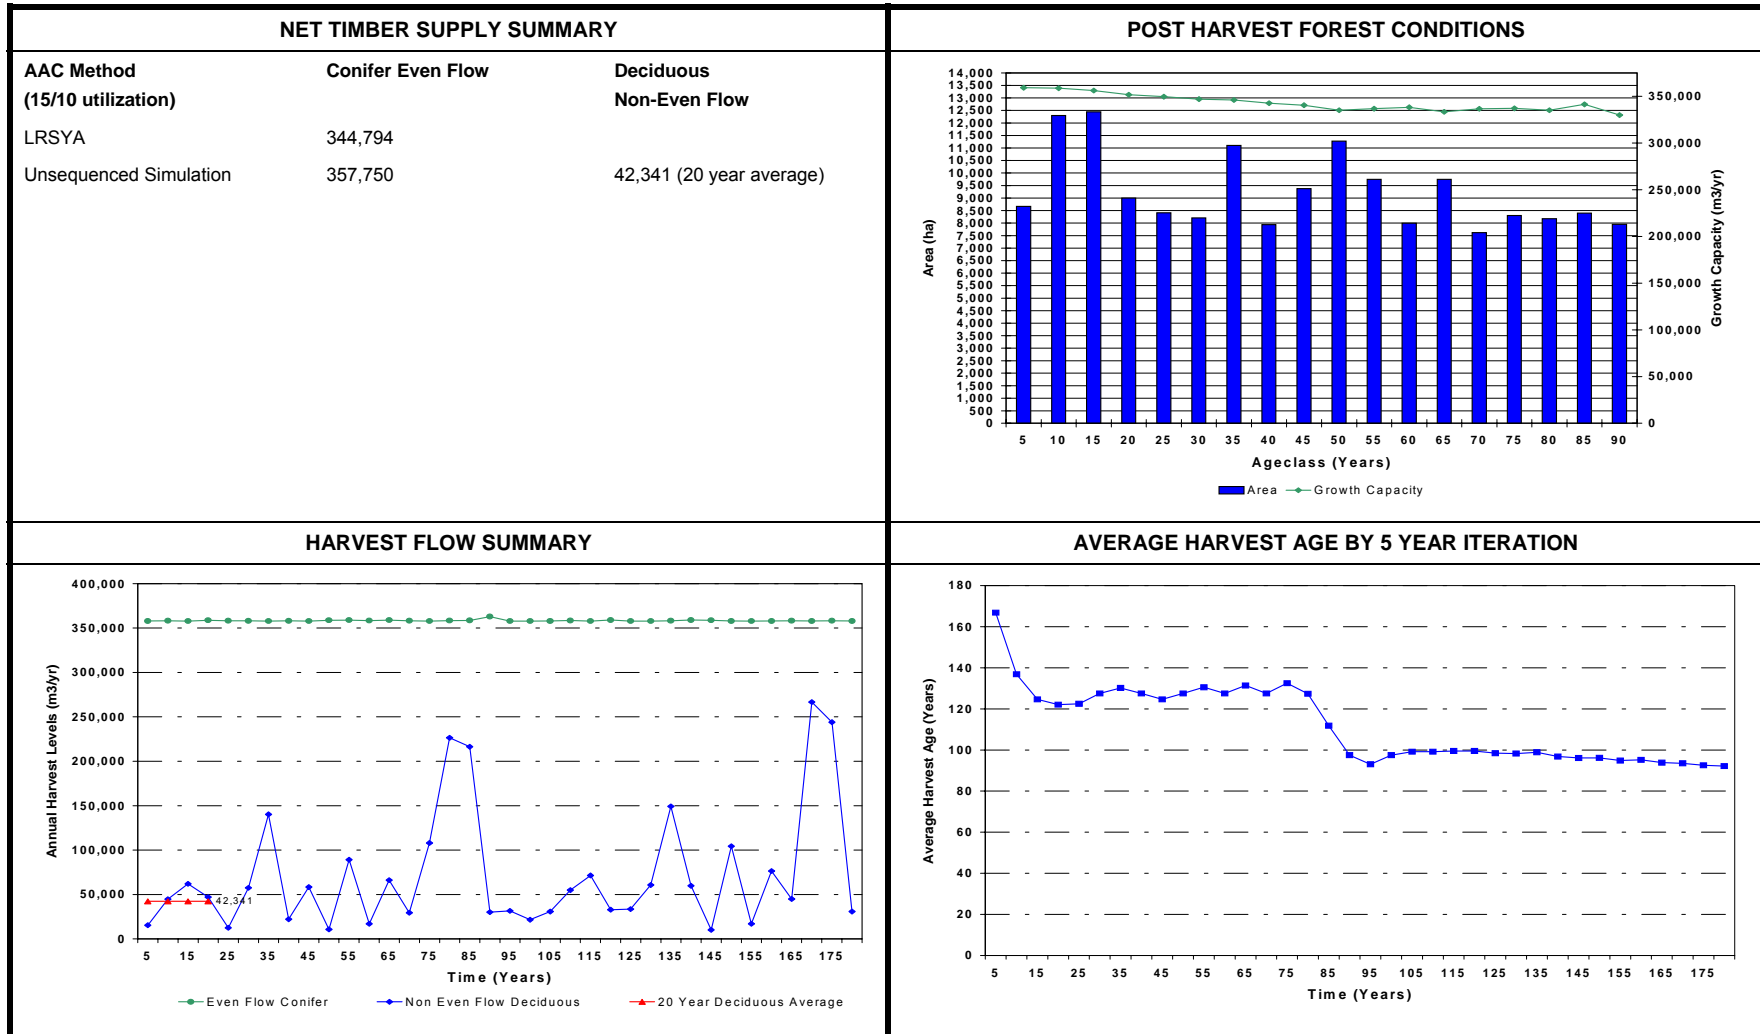 NET TIMBER SUPPLY SUMMARY
AAC Method Conifer Even Flow Deciduous
(15/10 utilization) Non-Even Flow
LRSYA 344,794
Unsequenced Simulation 357,750 42,341 (20 year average)
POST HARVEST FOREST CONDITIONS
14,000
13,500
13,000
12,500
12,000
11,500
11,000
10,500
10,000
9,500
9,000
8,500
8,000
7,500
7,000
6,500
6,000
5,500
5,000
4,500
4,000
3,500
3,000
2,500
2,000
1,500
1,000
500
0
Area (ha)
350,000
300,000
250,000
200,000
150,000
100,000
50,000
0
Growth Capacity (m3/yr)
5 10 15 20 25 30 35 40 45 50 55 60 65 70 75 80 85 90
Ageclass (Years)
Area Growth Capacity
HARVEST FLOW SUMMARY
400,000
350,000
300,000
250,000
200,000
150,000
100,000
50,000
0
Annual Harvest Levels (m3/yr)
42,341
5 15 25 35 45 55 65 75 85 95 105 115 125 135 145 155 165 175
Time (Years)
Even Flow Conifer Non Even Flow Deciduous 20 Year Deciduous Average
AVERAGE HARVEST AGE BY 5 YEAR ITERATION
180
160
140
120
100
80
60
40
20
0
Average Harvest Age (Years)
5 15 25 35 45 55 65 75 85 95 105 115 125 135 145 155 165 175
Time (Years)